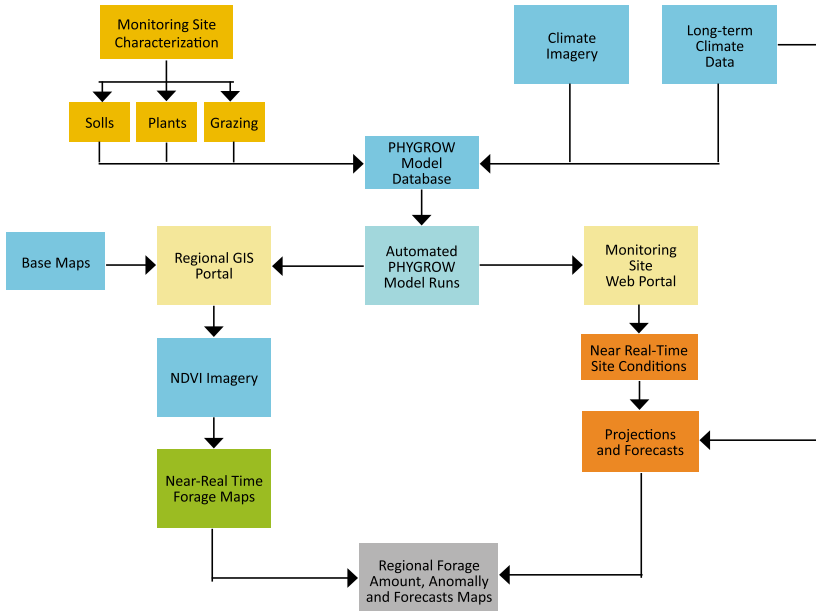 Monitoring Site
Characterization
Climate
Imagery
Long-term
Climate
Data
Solls
Plants
Grazing
PHYGROW
Model
Database
Base Maps
Regional GIS
Portal
Automated
PHYGROW
Model Runs
Monitoring
Site
Web Portal
NDVI Imagery
Near Real-Time
Site Conditions
Projections
and Forecasts
Near-Real Time
Forage Maps
Regional Forage
Amount, Anomally
and Forecasts Maps